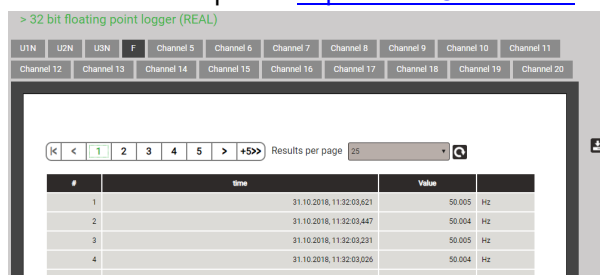 > 32 bit floating point logger (REAL)
U1N U2N U3N F Channel 5 Channel 6 Channel 7 Channel 8 Channel 9 Channel 10 Channel 11
Channel 12 Channel 13 Channel 14 Channel 15 Channel 16 Channel 17 Channel 18 Channel 19 Channel 20
|< < 1 2 3 4 5 > +5>> Results per page 25
# time Value
1 31.10.2018, 11:32:03,621 50.005 Hz
2 31.10.2018, 11:32:03,447 50.004 Hz
3 31.10.2018, 11:32:03,231 50.005 Hz
4 31.10.2018, 11:32:03,026 50.004 Hz